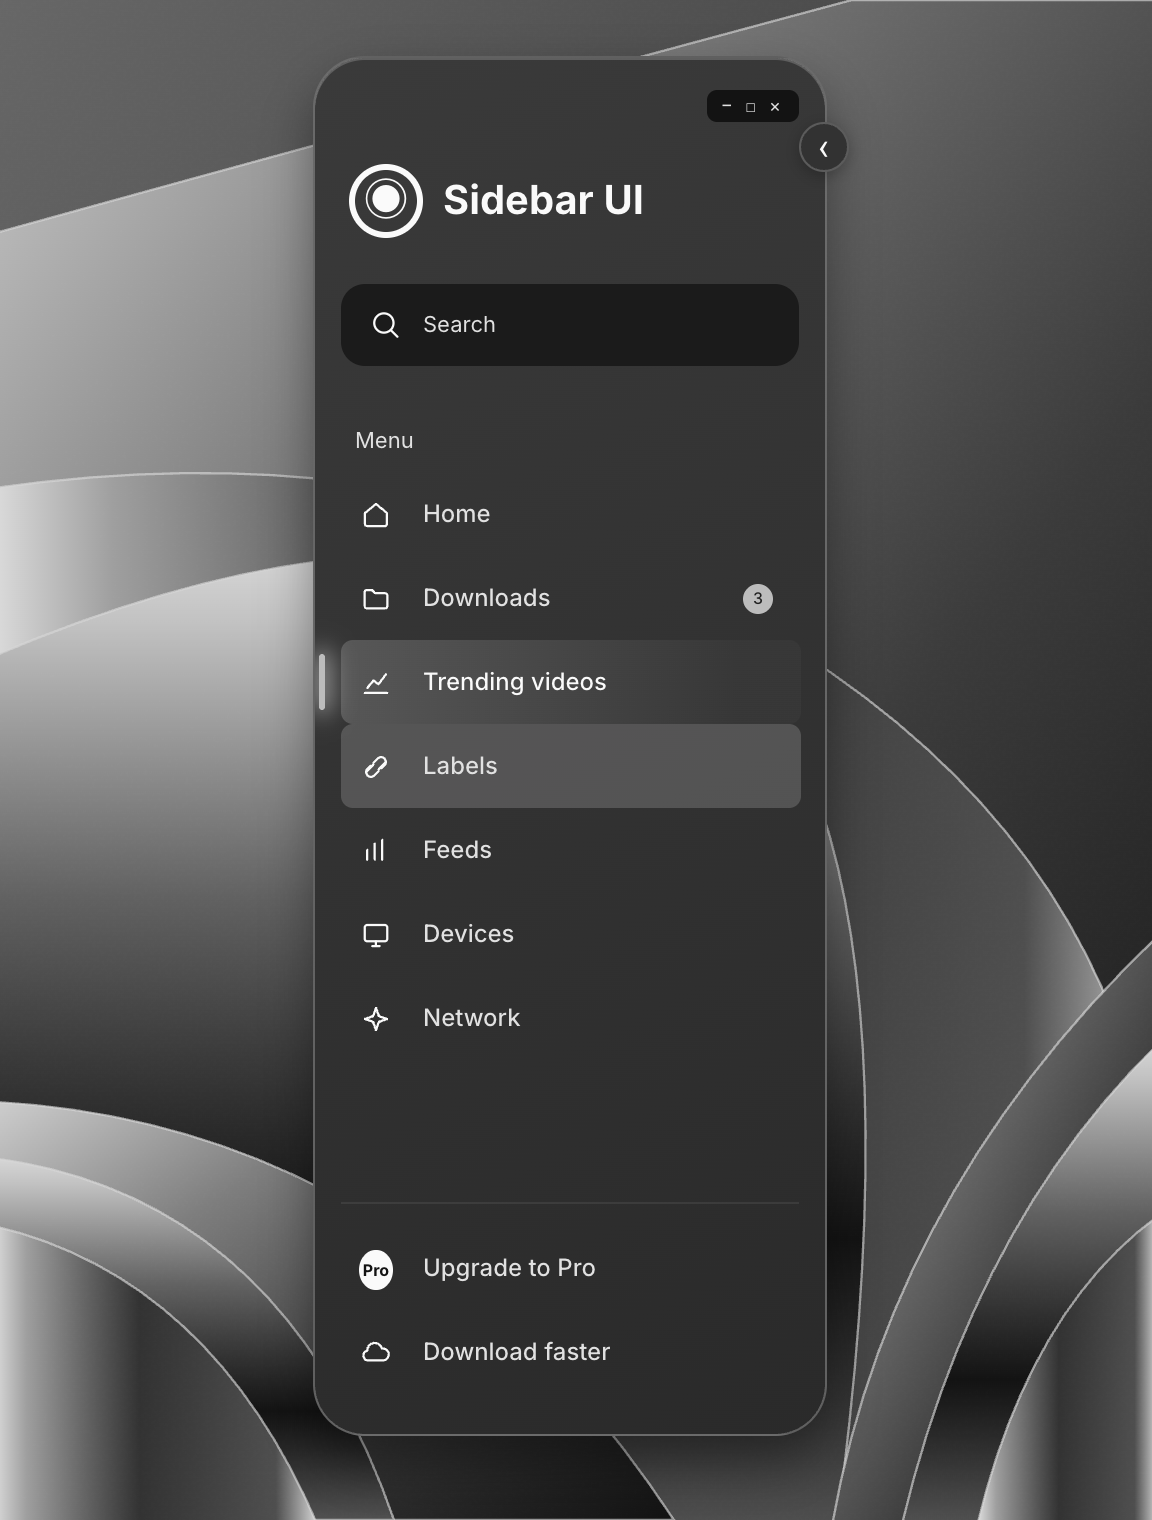 Sidebar UI
Search
Menu
Home
Downloads 3
Trending videos
Labels
Feeds
Devices
Network
Pro Upgrade to Pro
Download faster